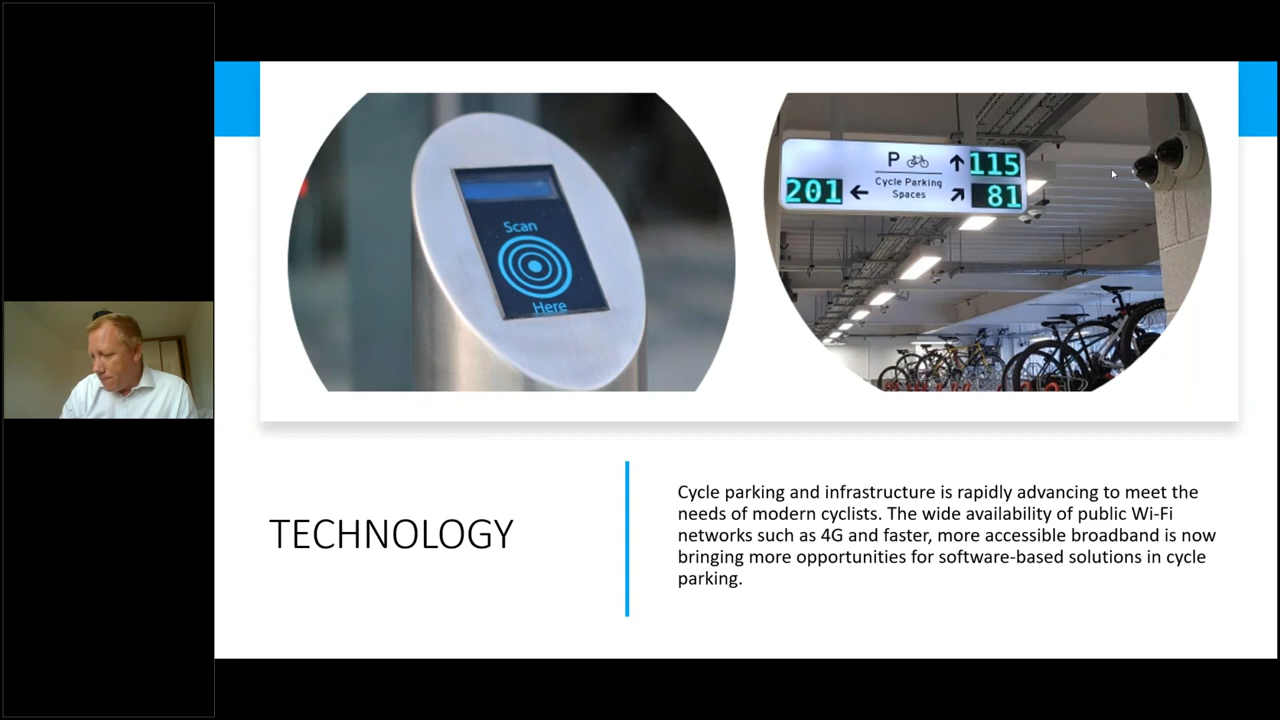 Scan
Here
P
115
Cycle Parking
Spaces
201
81
TECHNOLOGY
Cycle parking and infrastructure is rapidly advancing to meet the
needs of modern cyclists. The wide availability of public Wi-Fi
networks such as 4G and faster, more accessible broadband is now
bringing more opportunities for software-based solutions in cycle
parking.